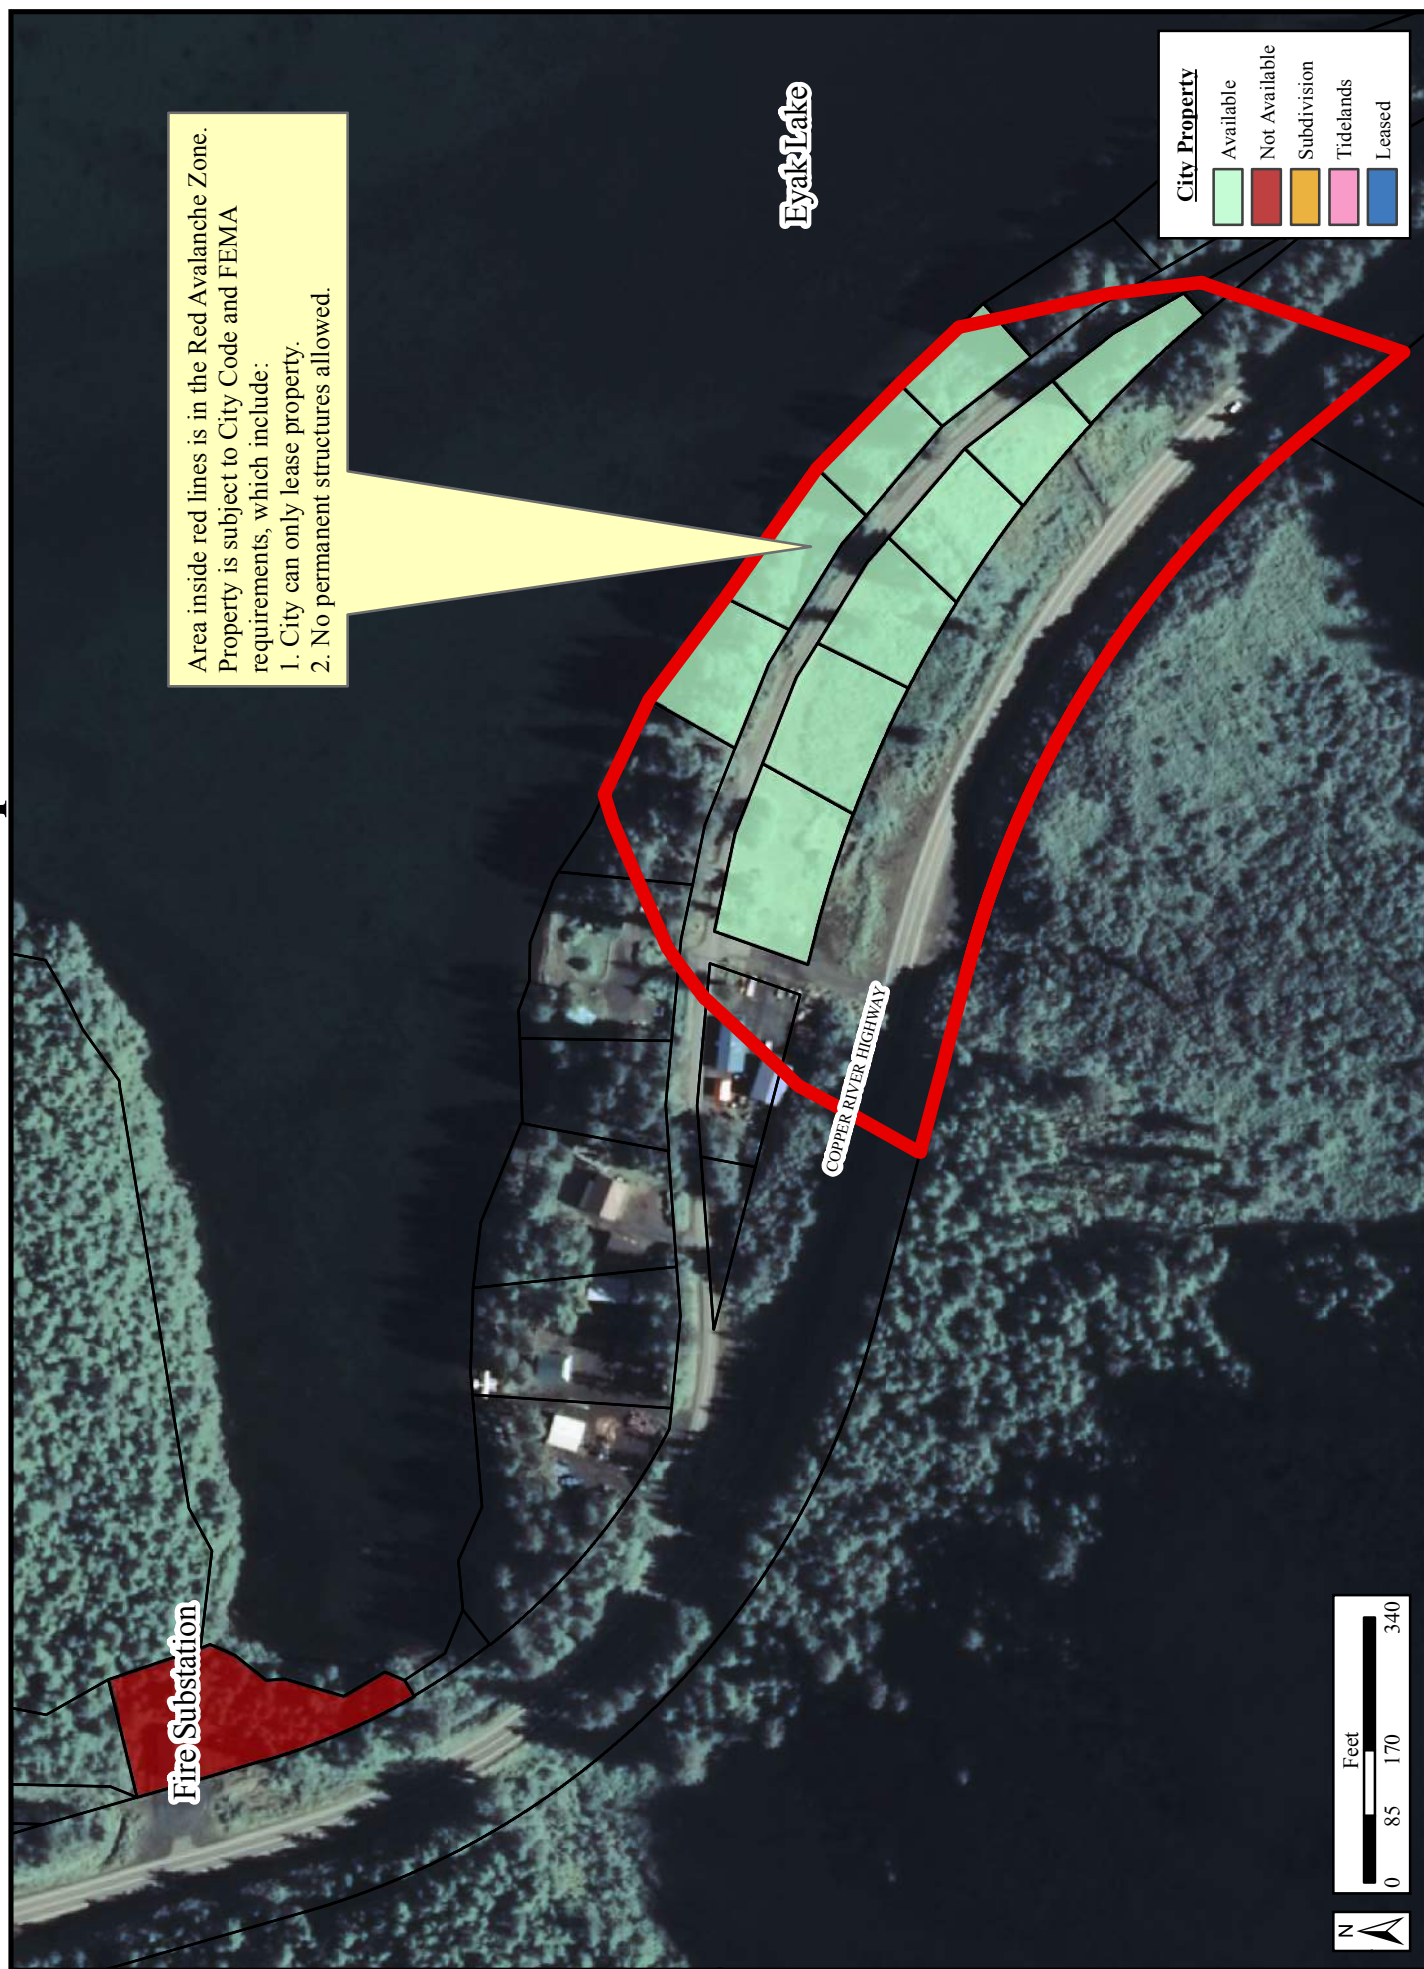 Area inside red lines is in the Red Avalanche Zone.
Property is subject to City Code and FEMA
requirements, which include:
1. City can only lease property.
2. No permanent structures allowed.
Eyak Lake
Fire Substation
COPPER RIVER HIGHWAY
City Property
Available
Not Available
Subdivision
Tidelands
Leased
N
Feet
0 85 170 340